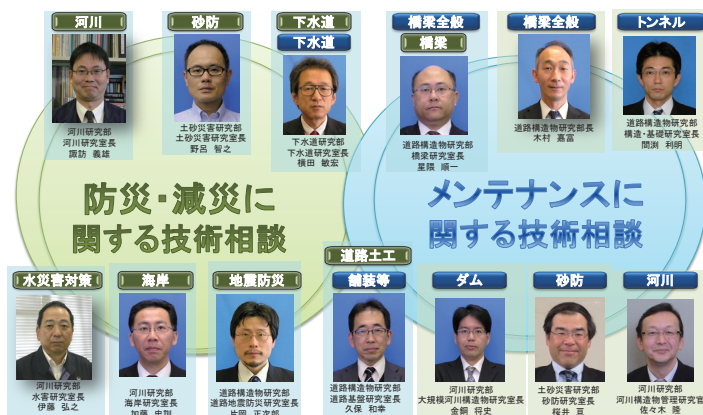 河川
河川研究部
河川研究室長
諏訪 義雄
砂防
土砂災害研究部
土砂災害研究室長
野呂 智之
下水道
下水道
下水道研究部
下水道研究室長
横田 敏宏
橋梁全般
橋梁
道路構造物研究部
橋梁研究室長
星隈 順一
橋梁全般
道路構造物研究部長
木村 嘉富
トンネル
道路構造物研究部
構造・基礎研究室長
間渕 利明
防災・減災に
関する技術相談
メンテナンスに
関する技術相談
水災害対策
河川研究部
水害研究室長
伊藤 弘之
海岸
河川研究部
海岸研究室長
加藤 史訓
地震防災
道路構造物研究部
道路地震防災研究室長
片岡 正次郎
道路土工
舗装等
道路構造物研究部
道路基盤研究室長
久保 和幸
ダム
河川研究部
大規模河川構造物研究室長
金銅 将史
砂防
土砂災害研究部
砂防研究室長
桜井 亘
河川
河川研究部
河川構造物管理研究官
佐々木 隆